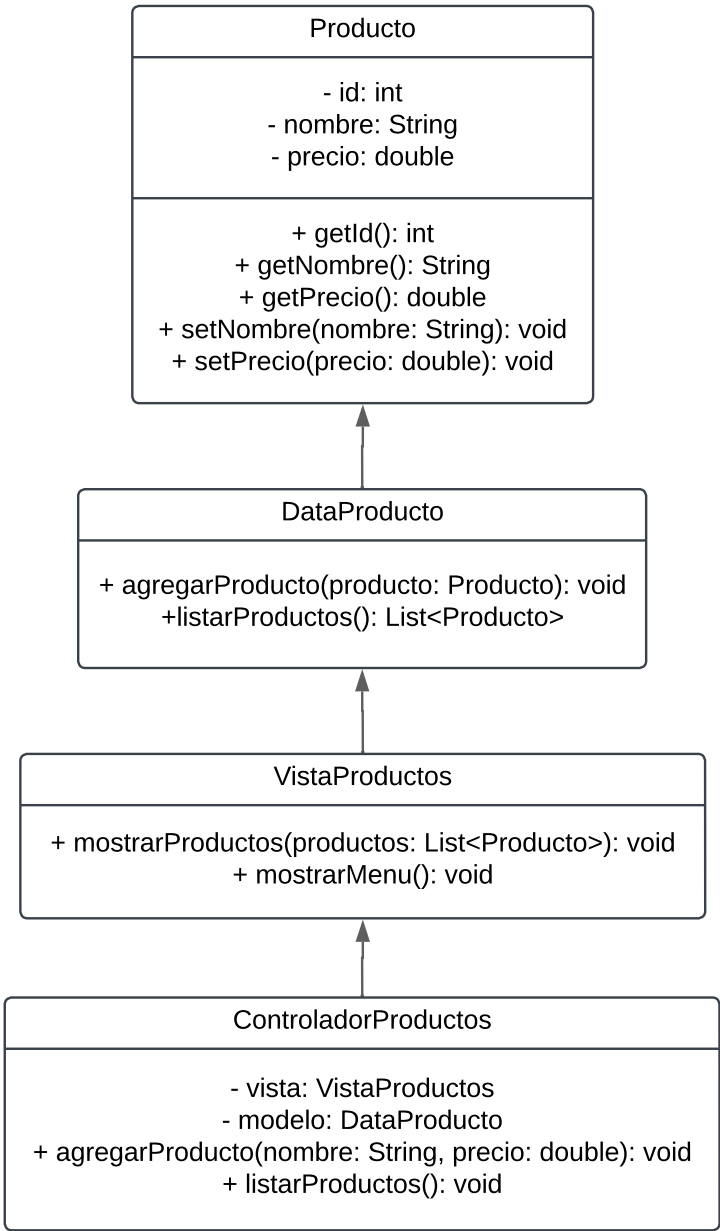 Producto
- id: int
- nombre: String
- precio: double
+ getId(): int
+ getNombre(): String
+ getPrecio(): double
+ setNombre(nombre: String): void
+ setPrecio(precio: double): void
DataProducto
+ agregarProducto(producto: Producto): void
+listarProductos(): List<Producto>
VistaProductos
+ mostrarProductos(productos: List<Producto>): void
+ mostrarMenu(): void
ControladorProductos
- vista: VistaProductos
- modelo: DataProducto
+ agregarProducto(nombre: String, precio: double): void
+ listarProductos(): void